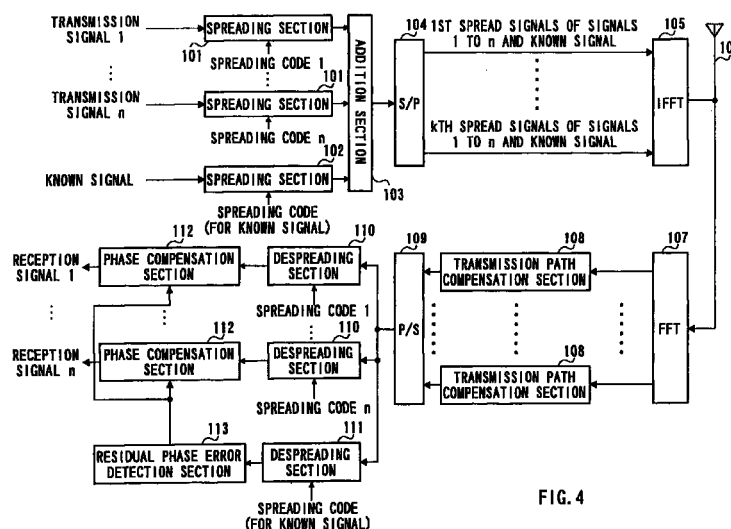 TRANSMISSION
SIGNAL 1
SPREADING SECTION
101
SPREADING CODE 1
TRANSMISSION
SIGNAL n
101
SPREADING SECTION
SPREADING CODE n
102
KNOWN SIGNAL
SPREADING SECTION
SPREADING CODE
(FOR KNOWN SIGNAL)
ADDITION SECTION
103
104
S/P
1ST SPREAD SIGNALS OF SIGNALS
1 TO n AND KNOWN SIGNAL
kTH SPREAD SIGNALS OF SIGNALS
1 TO n AND KNOWN SIGNAL
105
IFFT
112
RECEPTION
SIGNAL 1
PHASE COMPENSATION
SECTION
110
DESPREADING
SECTION
SPREADING CODE 1
109
P/S
108
TRANSMISSION PATH
COMPENSATION SECTION
107
FFT
112
RECEPTION
SIGNAL n
PHASE COMPENSATION
SECTION
110
DESPREADING
SECTION
SPREADING CODE n
108
TRANSMISSION PATH
COMPENSATION SECTION
113
RESIDUAL PHASE ERROR
DETECTION SECTION
111
DESPREADING
SECTION
SPREADING CODE
(FOR KNOWN SIGNAL)
FIG. 4